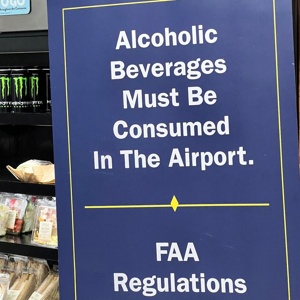 Alcoholic
Beverages
Must Be
Consumed
In The Airport.
FAA
Regulations